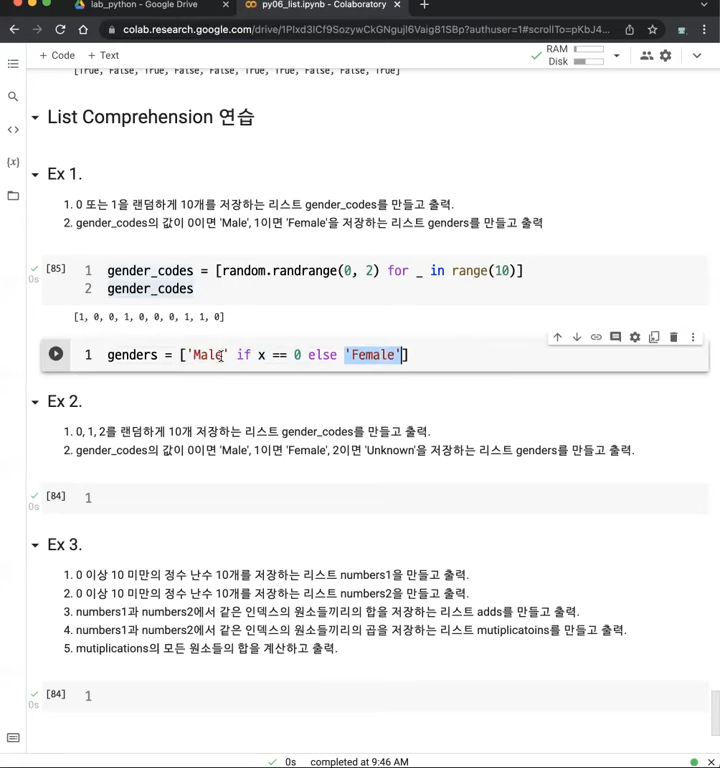 lab_python - Google Drive
py06_list.ipynb - Colaboratory
colab.research.google.com/drive/1PIxd3ICf9SozywCkGNgujl6Vaig81SBp?authuser=1#scrollTo=pKbJ4...
+ Code + Text
RAM
Disk
[True, False, True, False, False, True, True, False, False, True]
List Comprehension 연습
Ex 1.
1. 0 또는 1을 랜덤하게 10개를 저장하는 리스트 gender_codes를 만들고 출력.
2. gender_codes의 값이 0이면 'Male', 1이면 'Female'을 저장하는 리스트 genders를 만들고 출력
[85] 1 gender_codes = [random.randrange(0, 2) for _ in range(10)]
0s 2 gender_codes
[1, 0, 0, 1, 0, 0, 0, 1, 1, 0]
1 genders = ['Male' if x == 0 else 'Female']
Ex 2.
1. 0, 1, 2를 랜덤하게 10개 저장하는 리스트 gender_codes를 만들고 출력.
2. gender_codes의 값이 0이면 'Male', 1이면 'Female', 2이면 'Unknown'을 저장하는 리스트 genders를 만들고 출력.
[84] 1
0s
Ex 3.
1. 0 이상 10 미만의 정수 난수 10개를 저장하는 리스트 numbers1을 만들고 출력.
2. 0 이상 10 미만의 정수 난수 10개를 저장하는 리스트 numbers2을 만들고 출력.
3. numbers1과 numbers2에서 같은 인덱스의 원소들끼리의 합을 저장하는 리스트 adds를 만들고 출력.
4. numbers1과 numbers2에서 같은 인덱스의 원소들끼리의 곱을 저장하는 리스트 mutiplicatoins를 만들고 출력.
5. mutiplications의 모든 원소들의 합을 계산하고 출력.
[84] 1
0s
0s completed at 9:46 AM